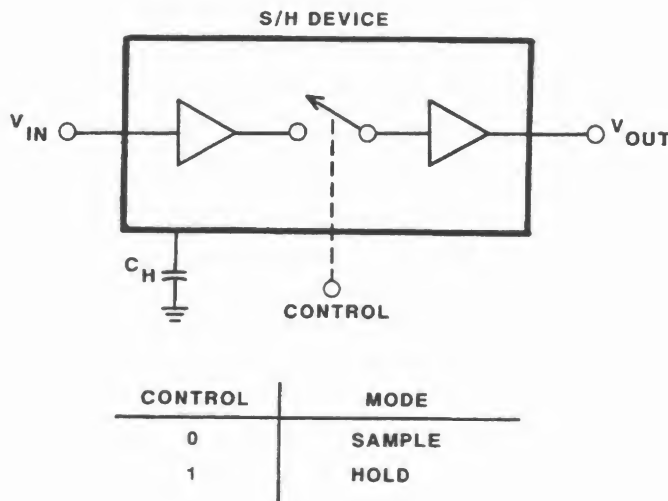 S/H DEVICE
V IN
V OUT
C H
CONTROL
CONTROL MODE
0 SAMPLE
1 HOLD